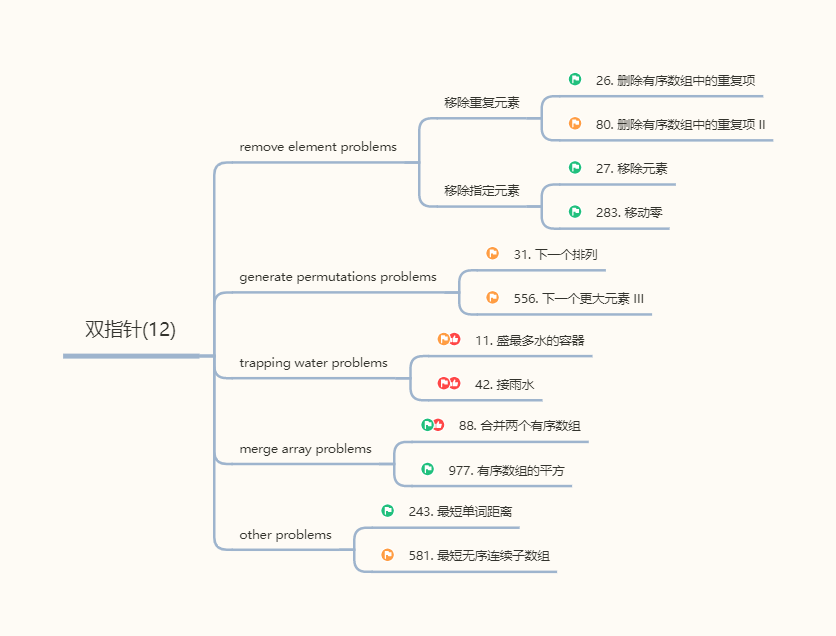 双指针(12)
remove element problems
移除重复元素
26. 删除有序数组中的重复项
80. 删除有序数组中的重复项 II
移除指定元素
27. 移除元素
283. 移动零
generate permutations problems
31. 下一个排列
556. 下一个更大元素 III
trapping water problems
11. 盛最多水的容器
42. 接雨水
merge array problems
88. 合并两个有序数组
977. 有序数组的平方
other problems
243. 最短单词距离
581. 最短无序连续子数组